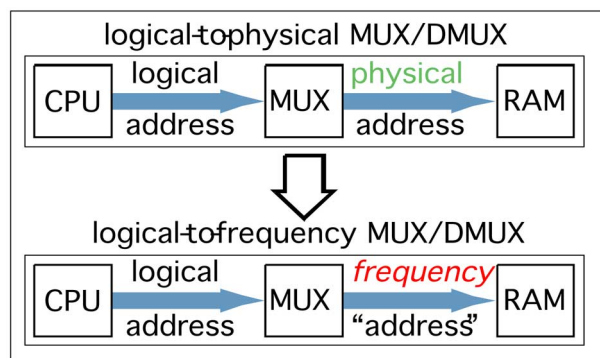 logical-to-physical MUX/DMUX
logical physical
CPU MUX RAM
address address
logical-to-frequency MUX/DMUX
logical frequency
CPU MUX RAM
address “address”